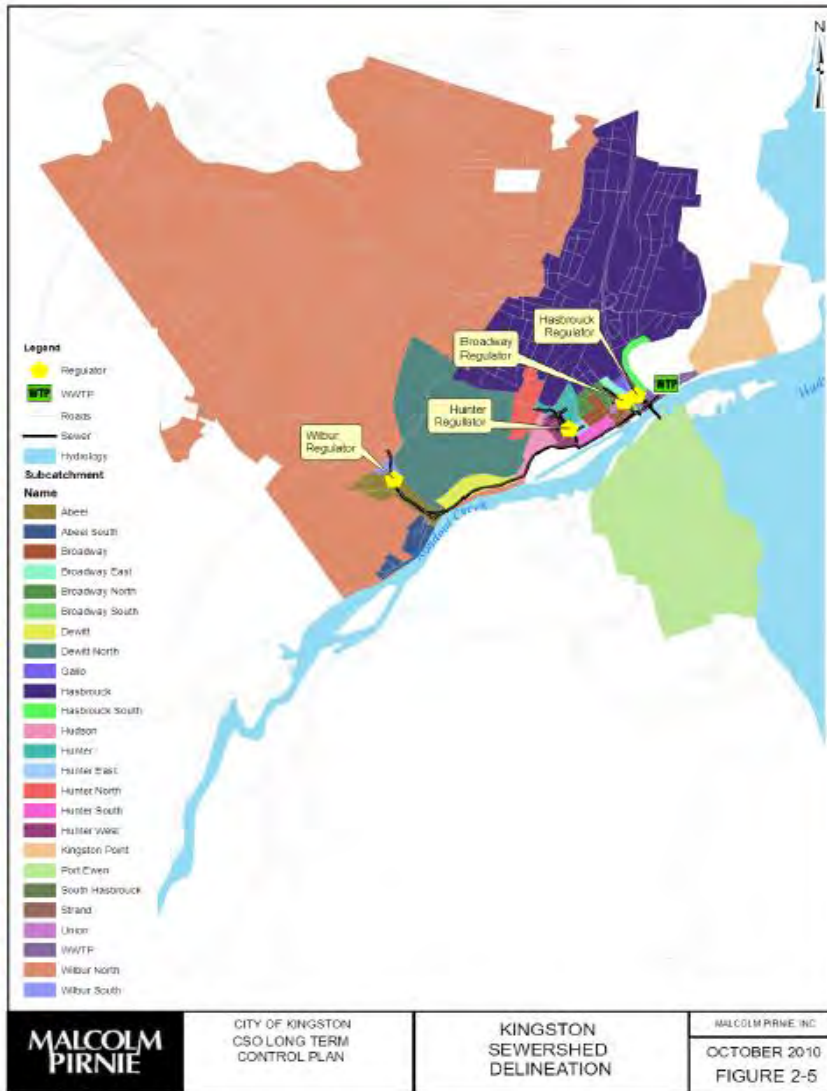 N
Hasbrouck
Regulator
Broadway
Regulator
WTP
Hunter
Regulator
Wilbur
Regulator
Legend
Regulator
WTP WWTP
Roads
Sewer
Hydrology
Subcatchment
Name
Abeel
Abeel South
Broadway
Broadway East
Broadway North
Broadway South
Dewitt
Dewitt North
Gallo
Hasbrouck
Hasbrouck South
Hudson
Hunter
Hunter East
Hunter North
Hunter South
Hunter West
Kingston Point
Port Ewen
South Hasbrouck
Strand
Union
WWTP
Wilbur North
Wilbur South
MALCOLM
PIRNIE
CITY OF KINGSTON
CSO LONG TERM
CONTROL PLAN
KINGSTON
SEWERSHED
DELINEATION
MALCOLM PIRNIE, INC
OCTOBER 2010
FIGURE 2-5